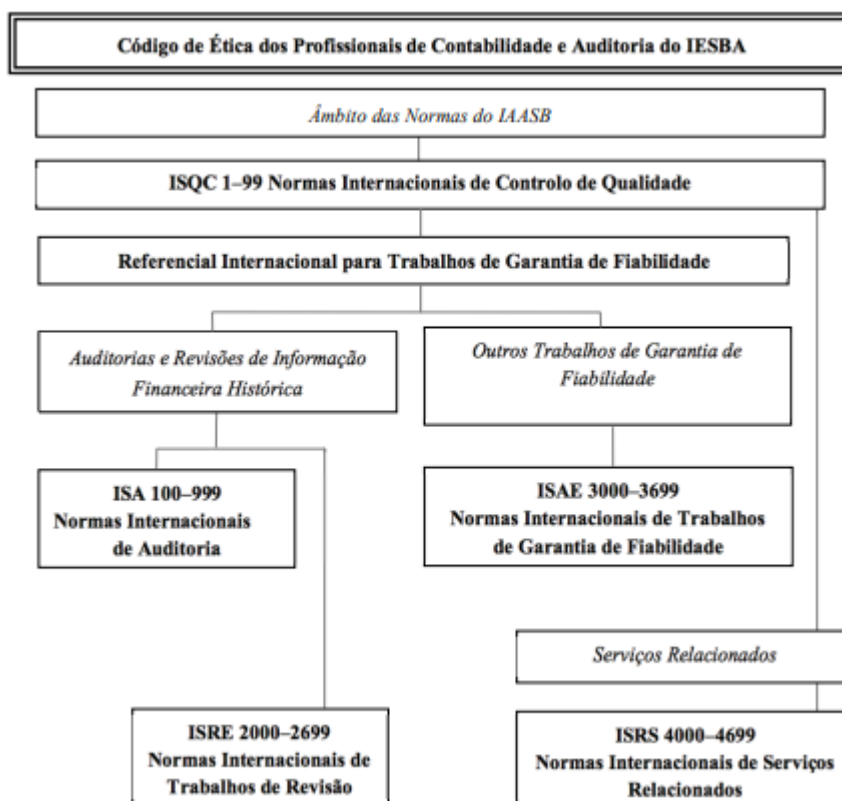 Código de Ética dos Profissionais de Contabilidade e Auditoria do IESBA
Âmbito das Normas do IAASB
ISQC 1–99 Normas Internacionais de Controlo de Qualidade
Referencial Internacional para Trabalhos de Garantia de Fiabilidade
Auditorias e Revisões de Informação
Financeira Histórica
Outros Trabalhos de Garantia de
Fiabilidade
ISA 100–999
Normas Internacionais
de Auditoria
ISAE 3000–3699
Normas Internacionais de Trabalhos
de Garantia de Fiabilidade
Serviços Relacionados
ISRE 2000–2699
Normas Internacionais de
Trabalhos de Revisão
ISRS 4000–4699
Normas Internacionais de Serviços
Relacionados